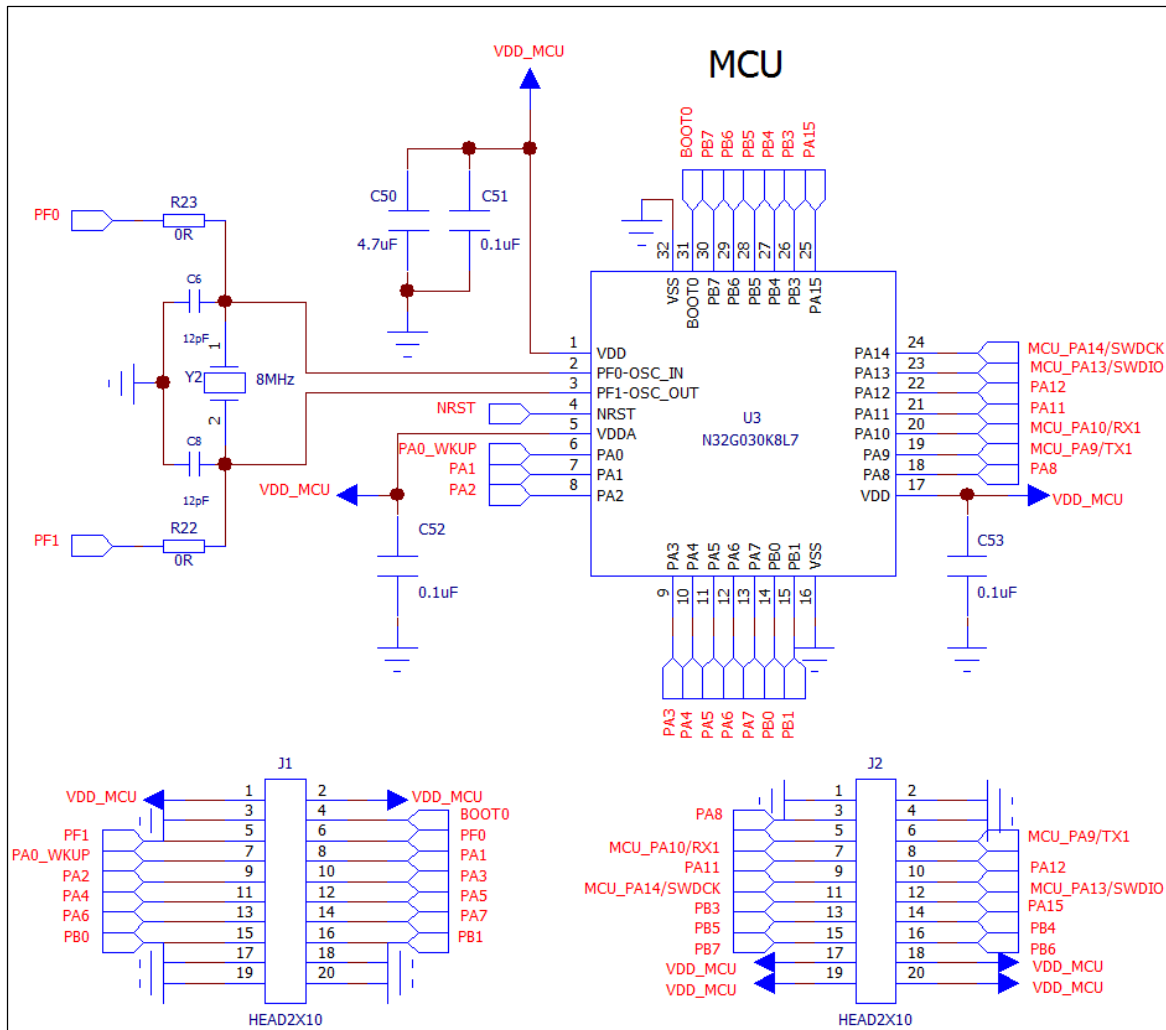 MCU
VDD_MCU
BOOT0
PB7
PB6
PB5
PB4
PB3
PA15
C50
4.7uF
C51
0.1uF
PF0
R23
0R
C6
12pF
1
Y2
8MHz
2
C8
12pF
PF1
R22
0R
32
31
30
29
28
27
26
25
VSS
BOOT0
PB7
PB6
PB5
PB4
PB3
PA15
1 VDD
2 PF0-OSC_IN
3 PF1-OSC_OUT
NRST 4 NRST
5 VDDA
PA0_WKUP 6 PA0
PA1 7 PA1
PA2 8 PA2
U3
N32G030K8L7
PA14 24 MCU_PA14/SWDCK
PA13 23 MCU_PA13/SWDIO
PA12 22 PA12
PA11 21 PA11
PA10 20 MCU_PA10/RX1
PA9 19 MCU_PA9/TX1
PA8 18 PA8
VDD 17 VDD_MCU
VDD_MCU
C52
0.1uF
C53
0.1uF
PA3
PA4
PA5
PA6
PA7
PB0
PB1
VSS
9
10
11
12
13
14
15
16
PA3
PA4
PA5
PA6
PA7
PB0
PB1
J1
VDD_MCU 1 2 VDD_MCU
3 4 BOOT0
PF1 5 6 PF0
PA0_WKUP 7 8 PA1
PA2 9 10 PA3
PA4 11 12 PA5
PA6 13 14 PA7
PB0 15 16 PB1
17 18
19 20
HEAD2X10
J2
1 2
PA8 3 4
5 6 MCU_PA9/TX1
MCU_PA10/RX1 7 8
PA11 9 10 PA12
MCU_PA14/SWDCK 11 12 MCU_PA13/SWDIO
PB3 13 14 PA15
PB5 15 16 PB4
PB7 17 18 PB6
VDD_MCU 19 20 VDD_MCU
VDD_MCU VDD_MCU
HEAD2X10